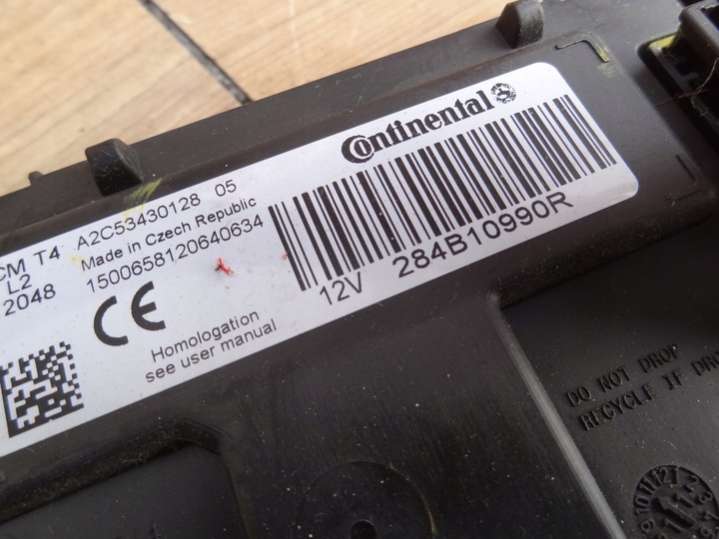 Continental
CM T4 A2C53430128 05
L2 Made in Czech Republic
2048 1500658120640634
CE
Homologation
see user manual
12V 284B10990R
DO NOT DROP
RECYCLE IF